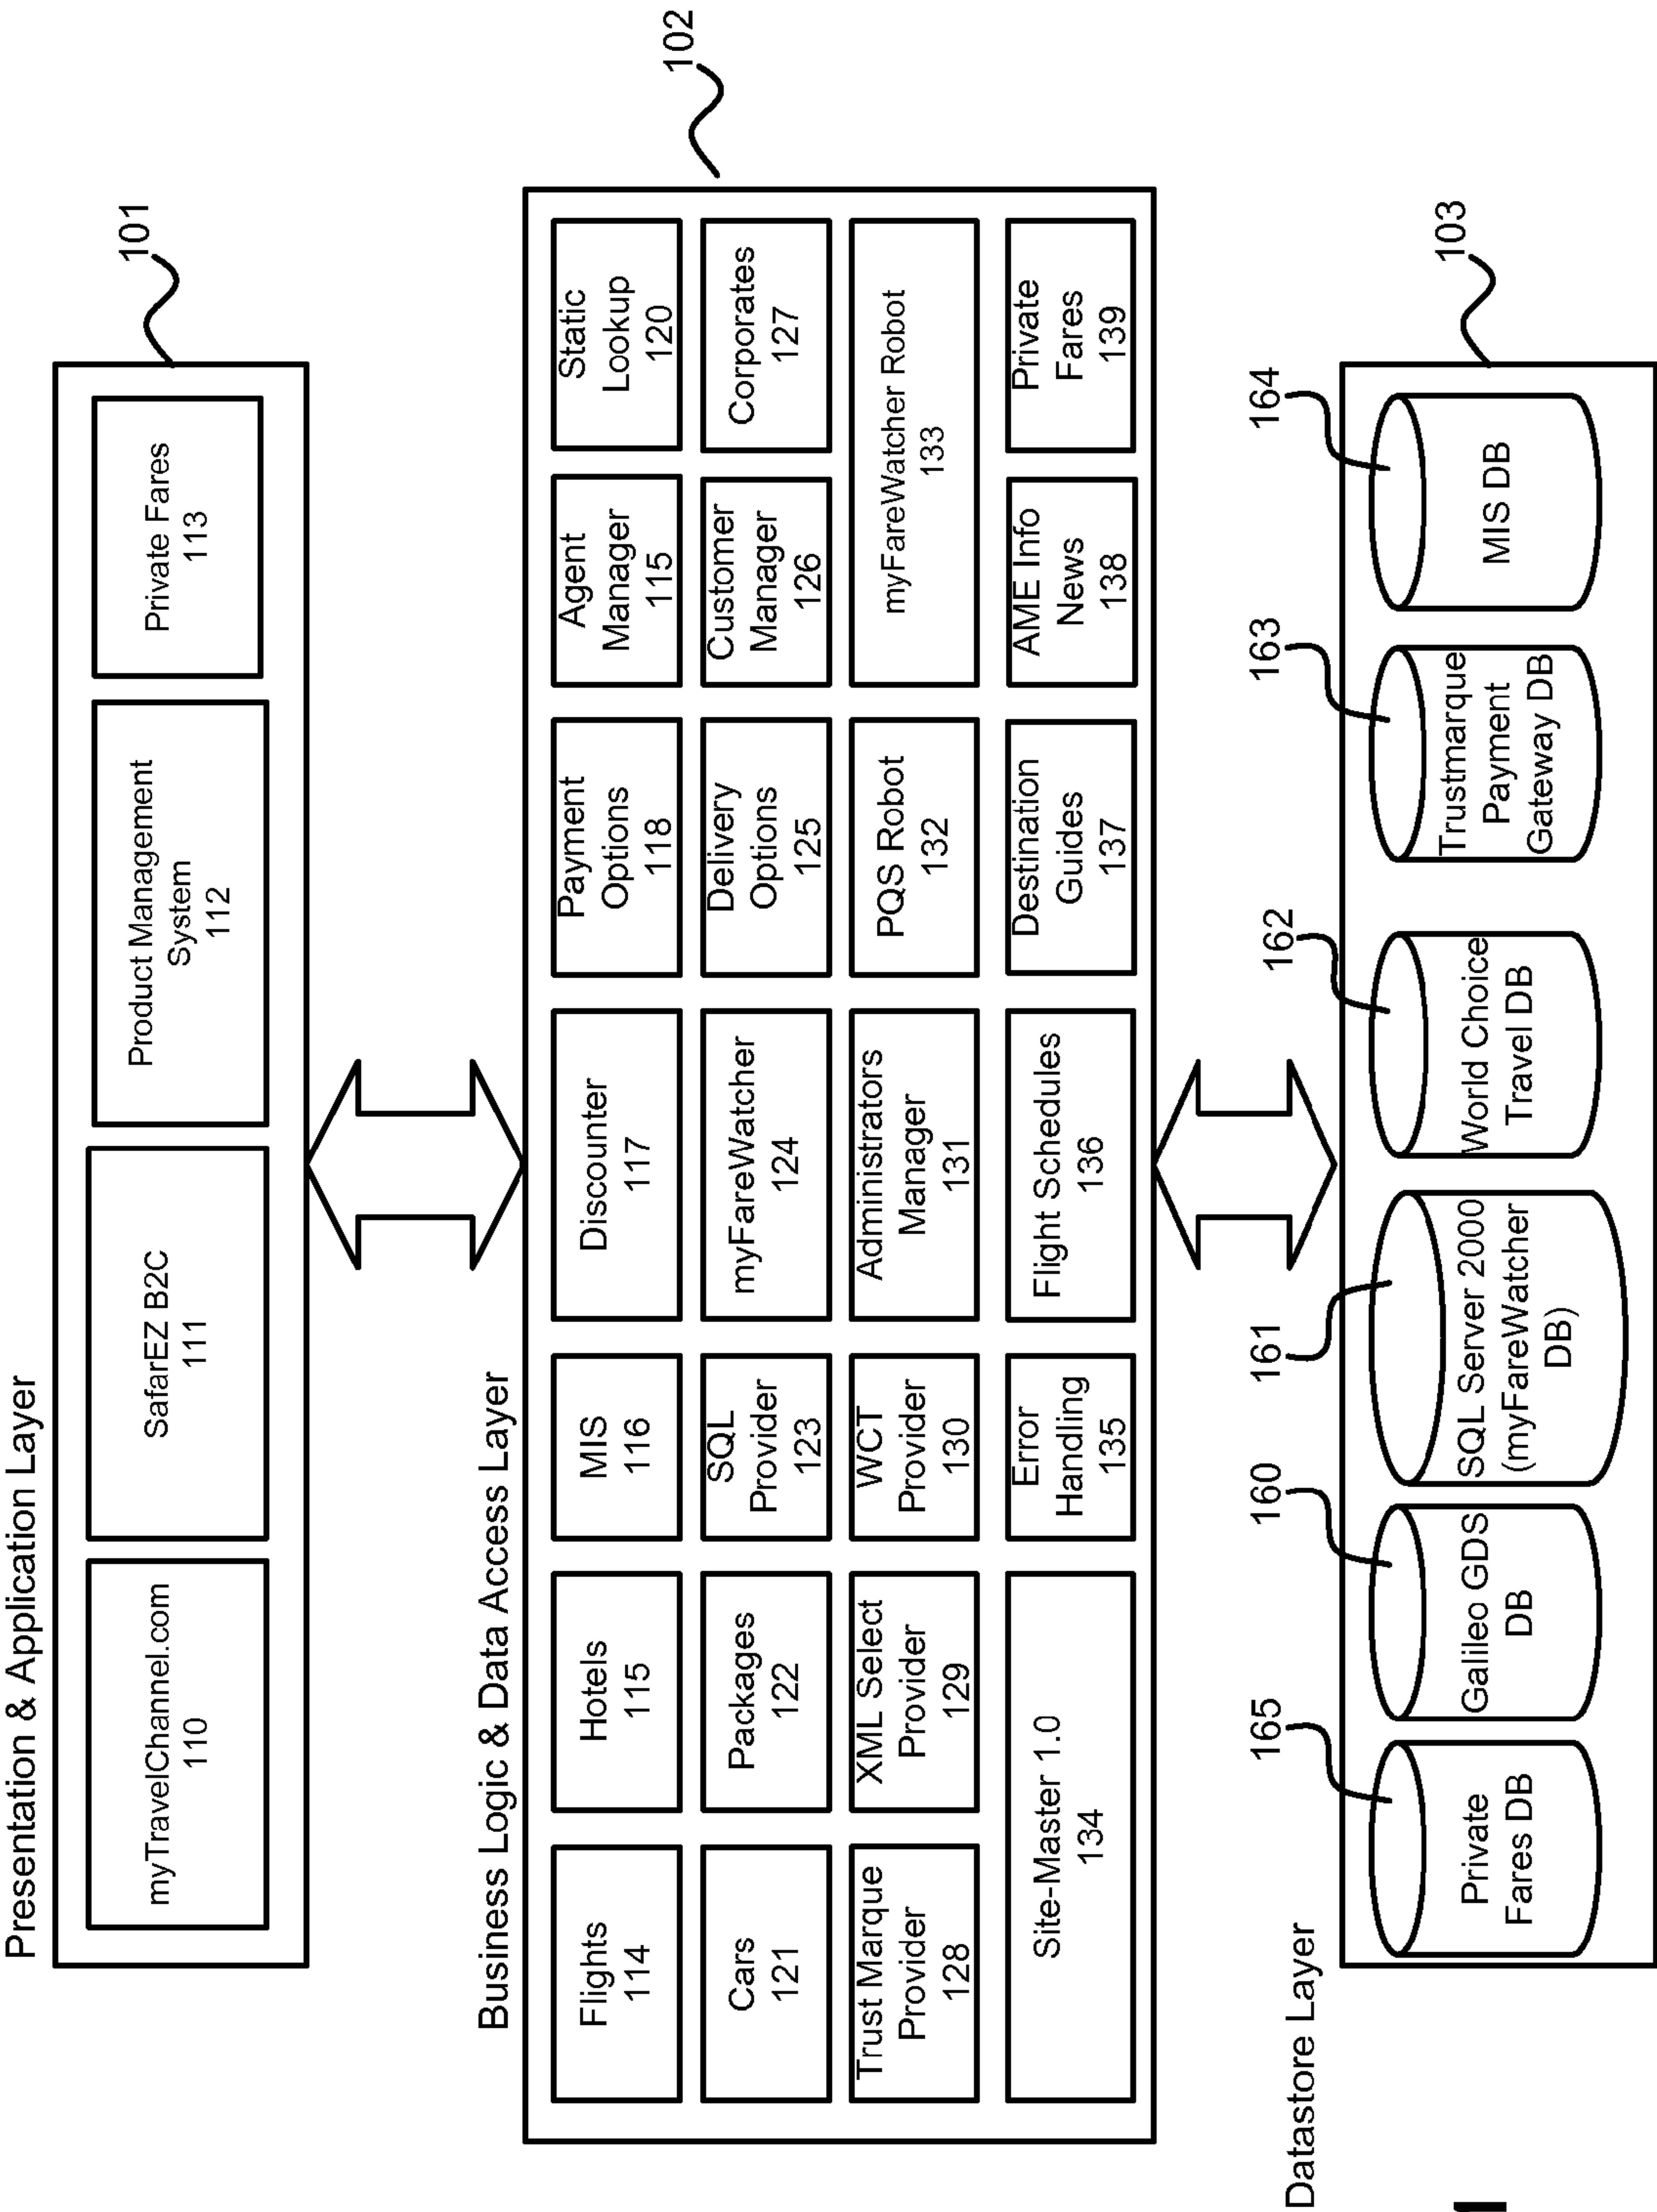 Presentation & Application Layer
101
myTravelChannel.com
110
SafarEZ B2C
111
Product Management
System
112
Private Fares
113
Business Logic & Data Access Layer
102
Flights
114
Hotels
115
MIS
116
Discounter
117
Payment
Options
118
Agent
Manager
115
Static
Lookup
120
Cars
121
Packages
122
SQL
Provider
123
myFareWatcher
124
Delivery
Options
125
Customer
Manager
126
Corporates
127
Trust Marque
Provider
128
XML Select
Provider
129
WCT
Provider
130
Administrators
Manager
131
PQS Robot
132
myFareWatcher Robot
133
Site-Master 1.0
134
Error
Handling
135
Flight Schedules
136
Destination
Guides
137
AME Info
News
138
Private
Fares
139
Datastore Layer
103
165
Private
Fares DB
160
Galileo GDS
DB
161
SQL Server 2000
(myFareWatcher
DB)
162
World Choice
Travel DB
163
Trustmarque
Payment
Gateway DB
164
MIS DB